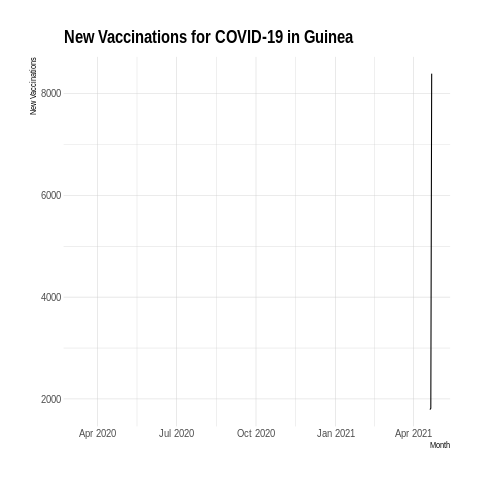 New Vaccinations for COVID-19 in Guinea
New Vaccinations
8000
6000
4000
2000
Apr 2020 Jul 2020 Oct 2020 Jan 2021 Apr 2021
Month